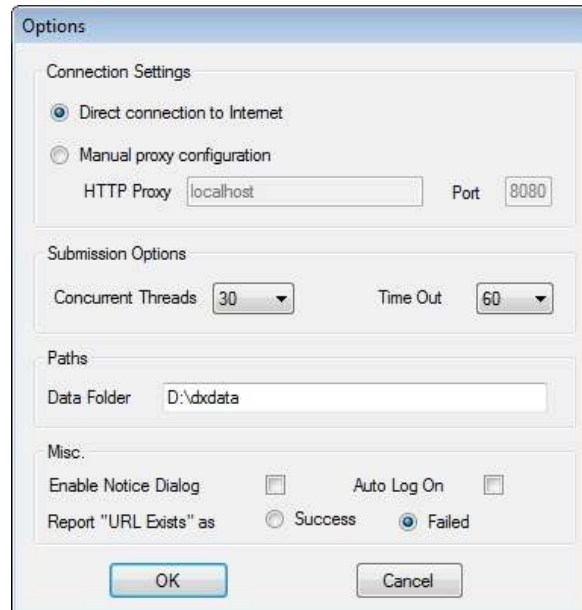 Options
Connection Settings
Direct connection to Internet
Manual proxy configuration
HTTP Proxy localhost Port 8080
Submission Options
Concurrent Threads 30 Time Out 60
Paths
Data Folder D:\dxdata
Misc.
Enable Notice Dialog Auto Log On
Report "URL Exists" as Success Failed
OK Cancel